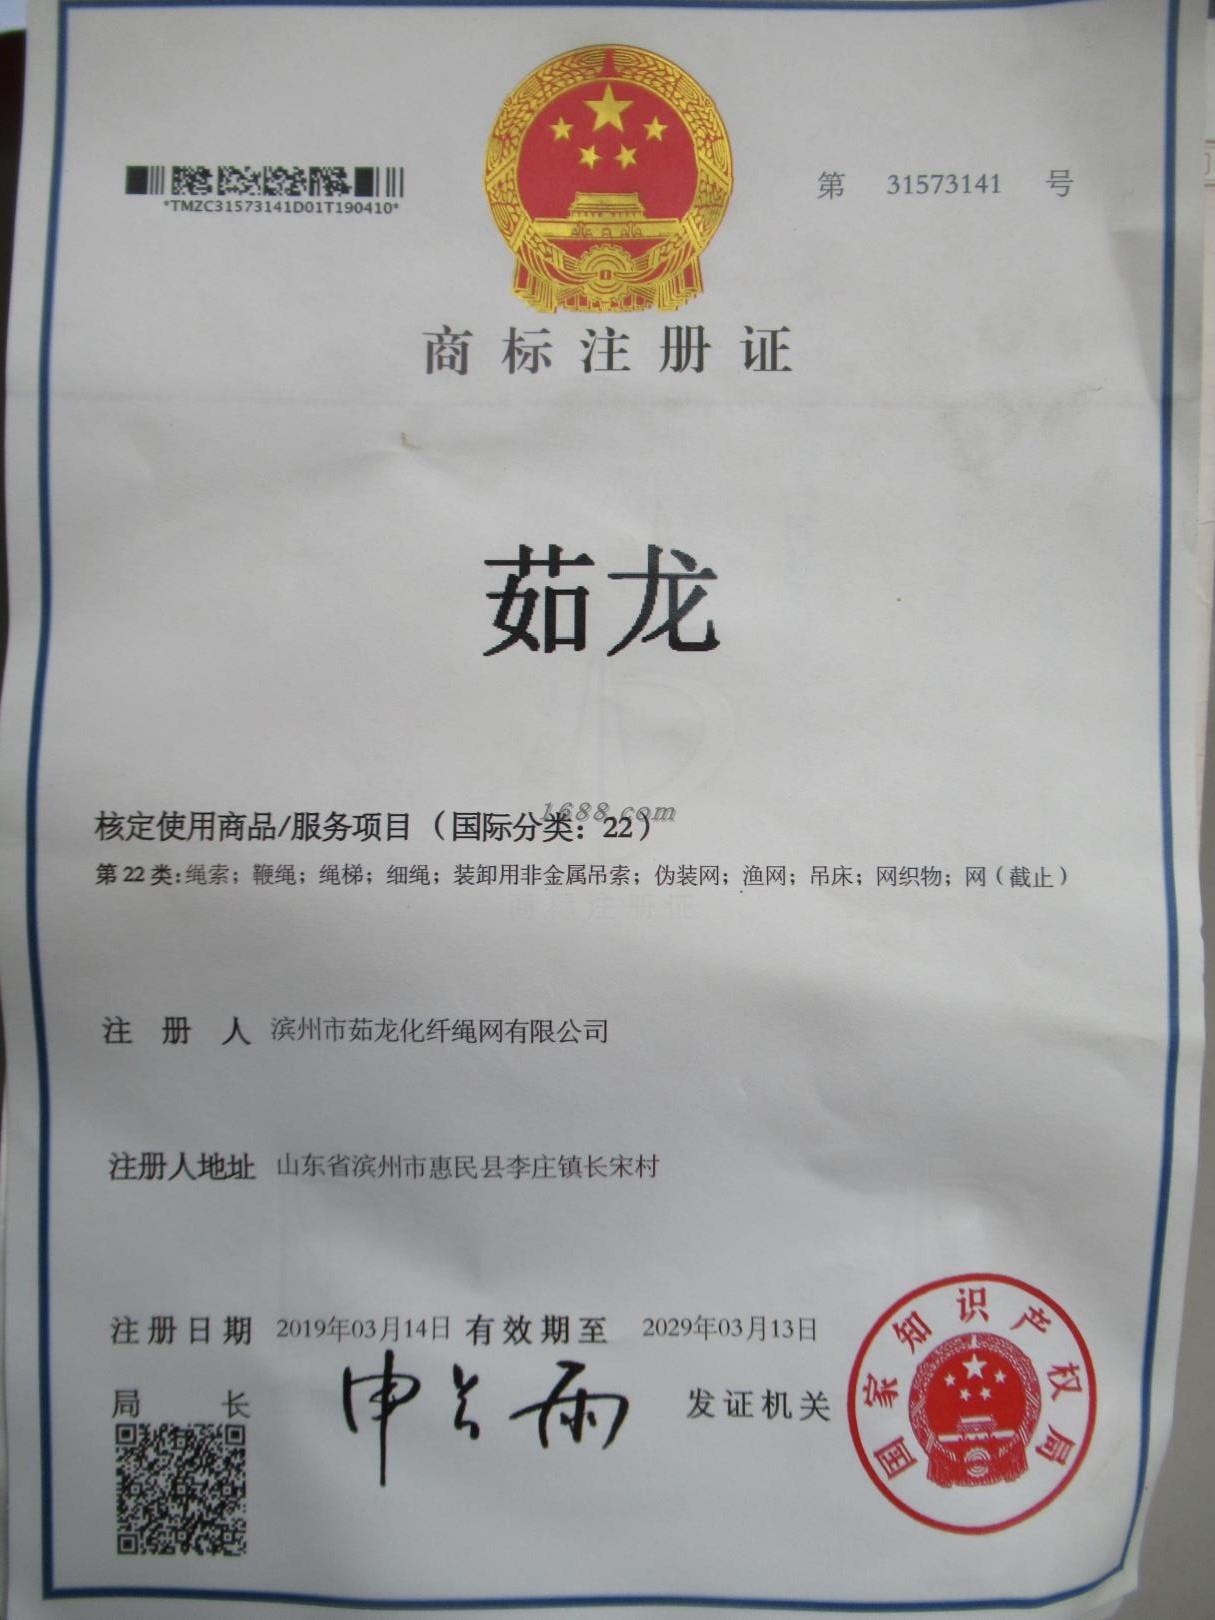 *TMZC31573141D01T190410*
第 31573141 号
商标注册证
茹龙
1688.com
核定使用商品/服务项目（国际分类：22）
第22类:绳索；鞭绳；绳梯；细绳；装卸用非金属吊索；伪装网；渔网；吊床；网织物；网（截止）
商标注册证
注册人 滨州市茹龙化纤绳网有限公司
注册人地址 山东省滨州市惠民县李庄镇长宋村
注册日期 2019年03月14日 有效期至 2029年03月13日
局长 申长雨 发证机关
国家知识产权局